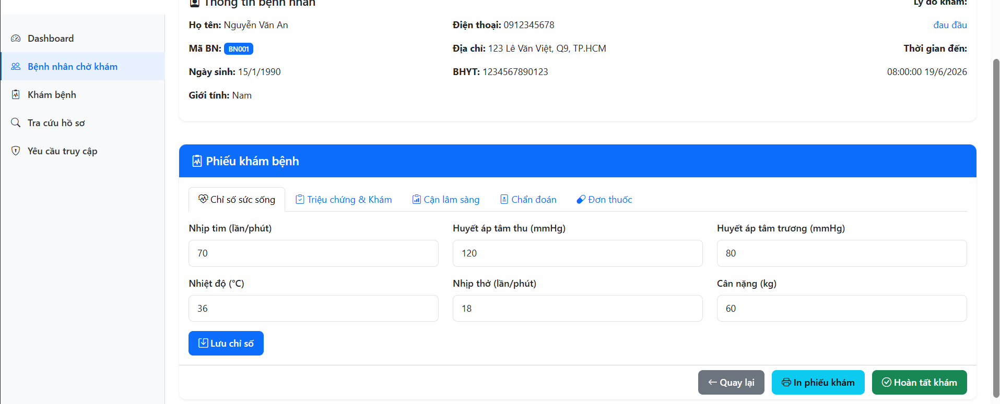 Thông tin bệnh nhân
Lý do khám:
Dashboard
Bệnh nhân chờ khám
Khám bệnh
Tra cứu hồ sơ
Yêu cầu truy cập
Họ tên: Nguyễn Văn An
Mã BN: BN001
Ngày sinh: 15/1/1990
Giới tính: Nam
Điện thoại: 0912345678
Địa chỉ: 123 Lê Văn Việt, Q9, TP.HCM
BHYT: 1234567890123
đau đầu
Thời gian đến:
08:00:00 19/6/2026
Phiếu khám bệnh
Chỉ số sức sống
Triệu chứng & Khám
Cận lâm sàng
Chẩn đoán
Đơn thuốc
Nhịp tim (lần/phút)
70
Huyết áp tâm thu (mmHg)
120
Huyết áp tâm trương (mmHg)
80
Nhiệt độ (°C)
36
Nhịp thở (lần/phút)
18
Cân nặng (kg)
60
Lưu chỉ số
Quay lại
In phiếu khám
Hoàn tất khám